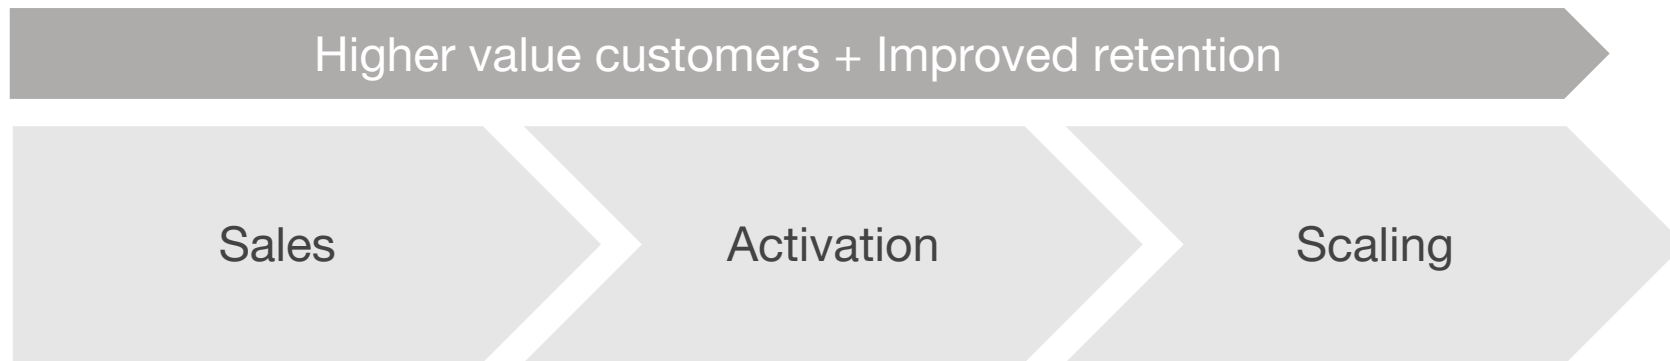 Higher value customers + Improved retention
Sales
Activation
Scaling